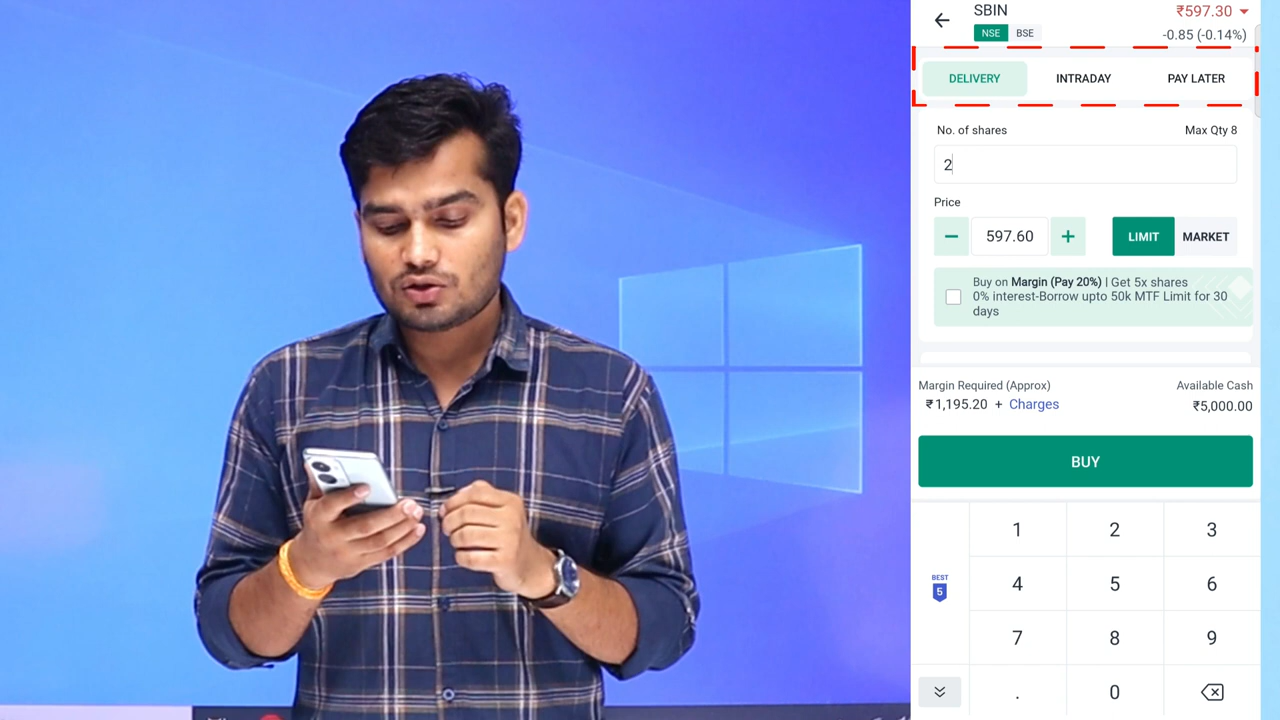 SBIN
₹597.30
NSE BSE
-0.85 (-0.14%)
DELIVERY INTRADAY PAY LATER
No. of shares Max Qty 8
2
Price
− 597.60 + LIMIT MARKET
Buy on Margin (Pay 20%) | Get 5x shares
0% interest-Borrow upto 50k MTF Limit for 30
days
Margin Required (Approx) Available Cash
₹1,195.20 + Charges ₹5,000.00
BUY
1 2 3
BEST
5
4 5 6
7 8 9
. 0